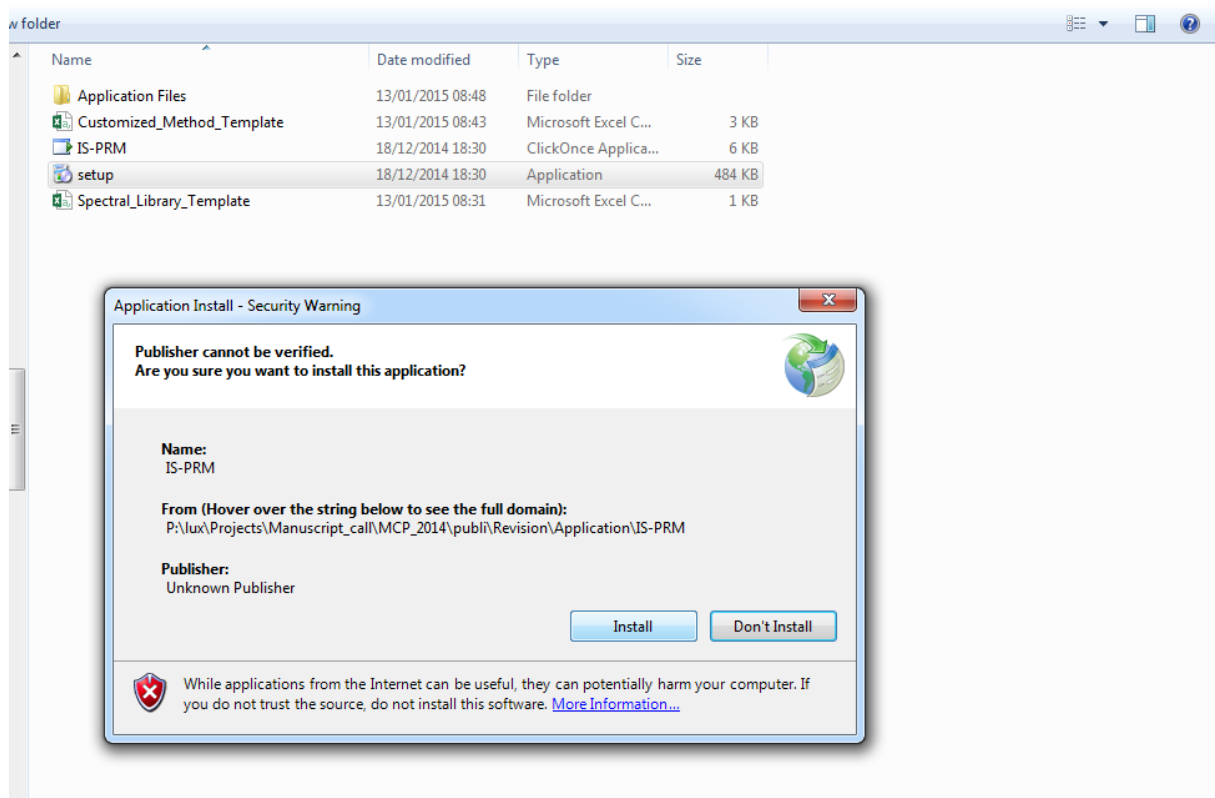 w folder
Name Date modified Type Size
Application Files 13/01/2015 08:48 File folder
Customized_Method_Template 13/01/2015 08:43 Microsoft Excel C... 3 KB
IS-PRM 18/12/2014 18:30 ClickOnce Applica... 6 KB
setup 18/12/2014 18:30 Application 484 KB
Spectral_Library_Template 13/01/2015 08:31 Microsoft Excel C... 1 KB
Application Install - Security Warning
Publisher cannot be verified.
Are you sure you want to install this application?
Name:
IS-PRM
From (Hover over the string below to see the full domain):
P:\lux\Projects\Manuscript_call\MCP_2014\publi\Revision\Application\IS-PRM
Publisher:
Unknown Publisher
Install Don't Install
While applications from the Internet can be useful, they can potentially harm your computer. If
you do not trust the source, do not install this software. More Information...